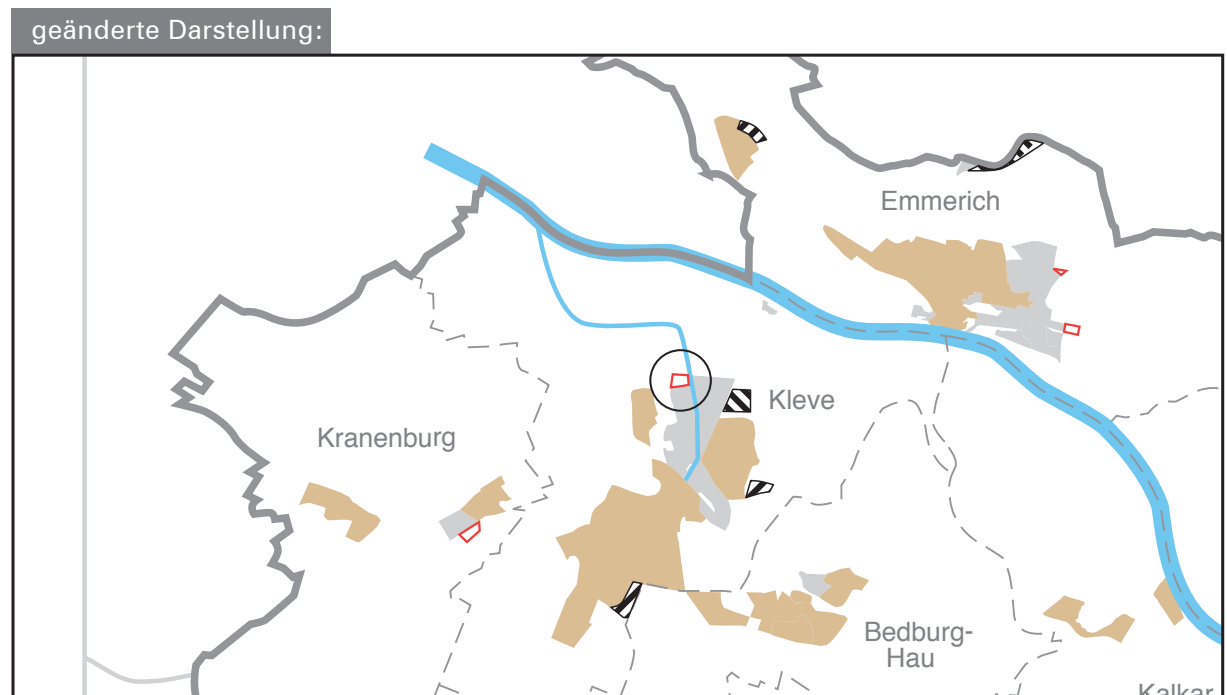 geänderte Darstellung:
Emmerich
Kleve
Kranenburg
Bedburg-
Hau
Kalkar